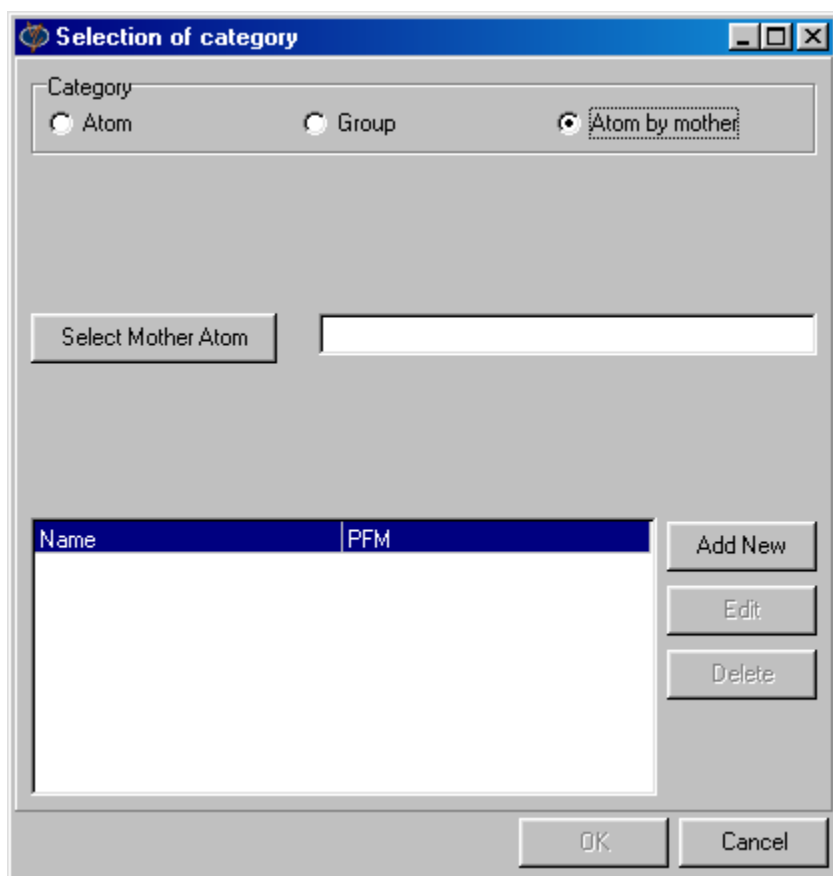 Selection of category
Category
Atom Group Atom by mother
Select Mother Atom
Name PFM
Add New
Edit
Delete
OK Cancel